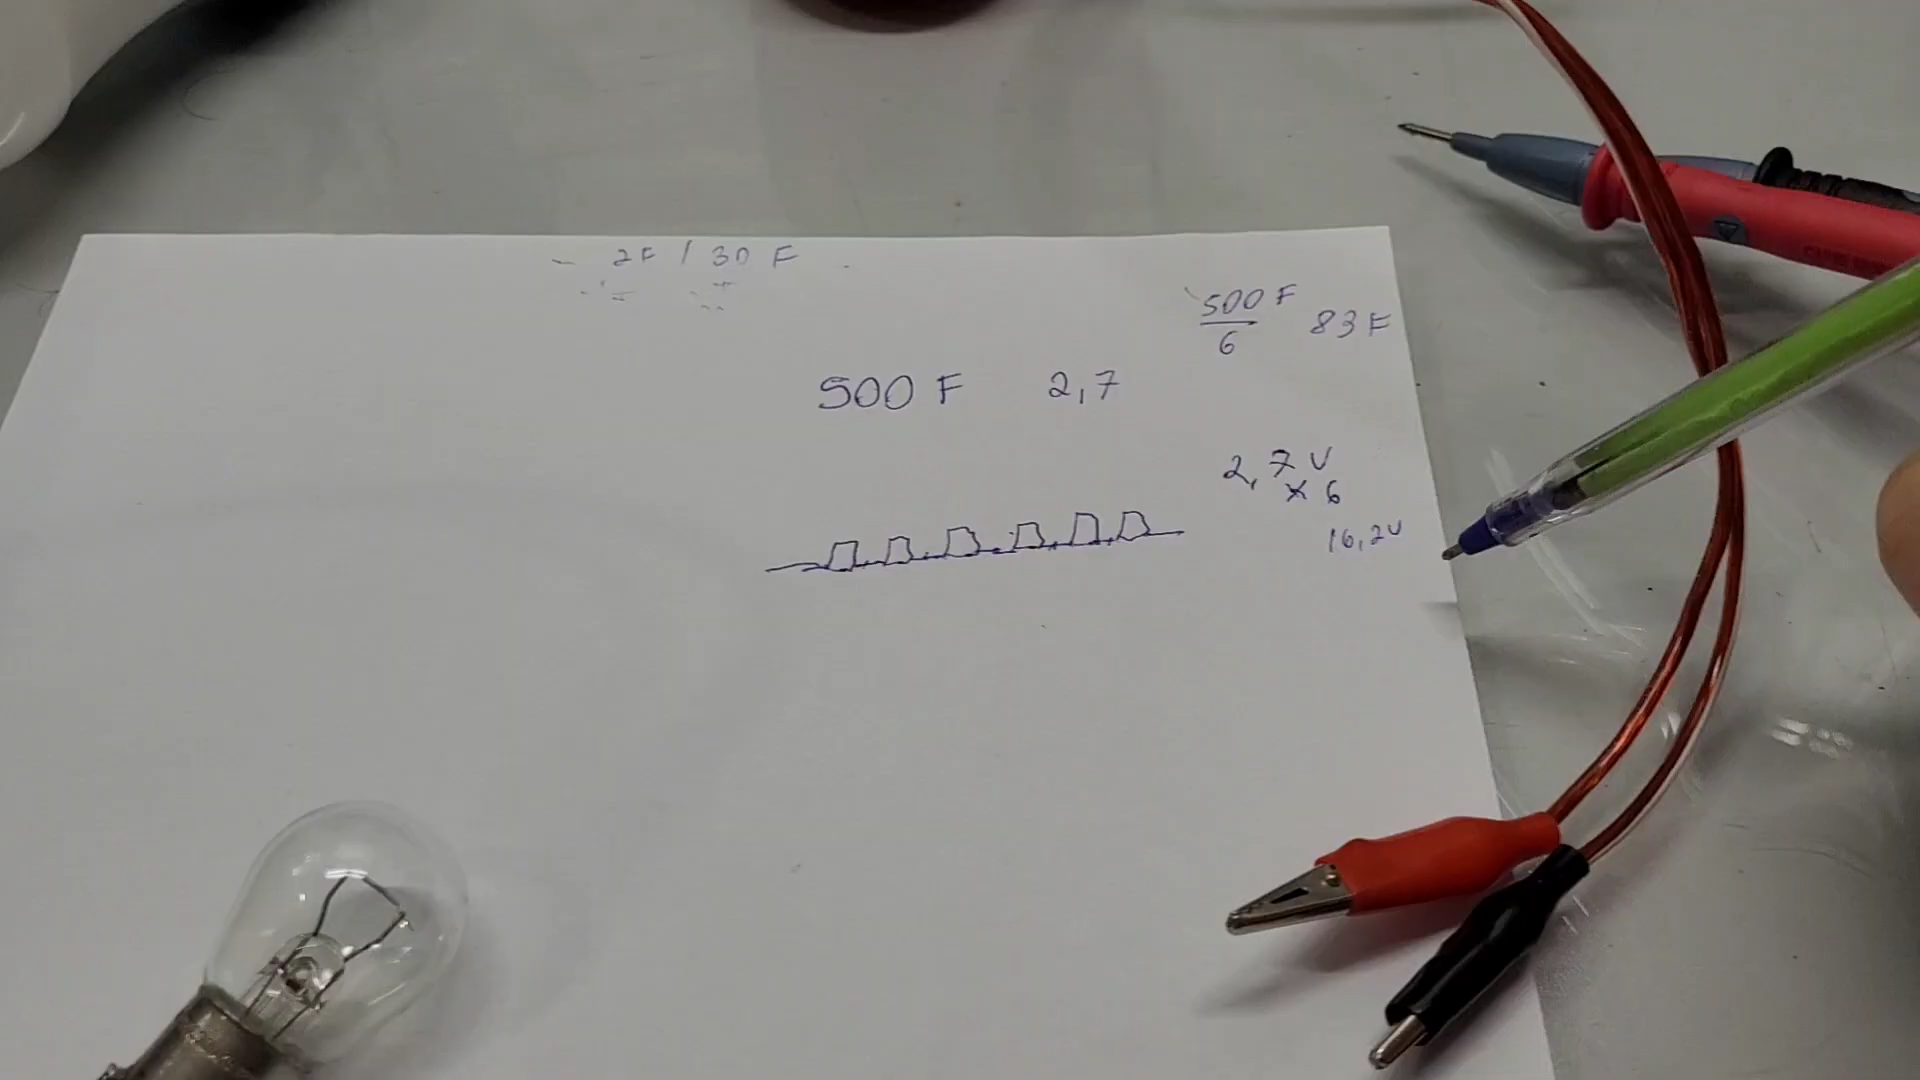 - 2F / 30 F
500 F
6
83 F
500 F 2,7
2,7 V
x 6
16,2V